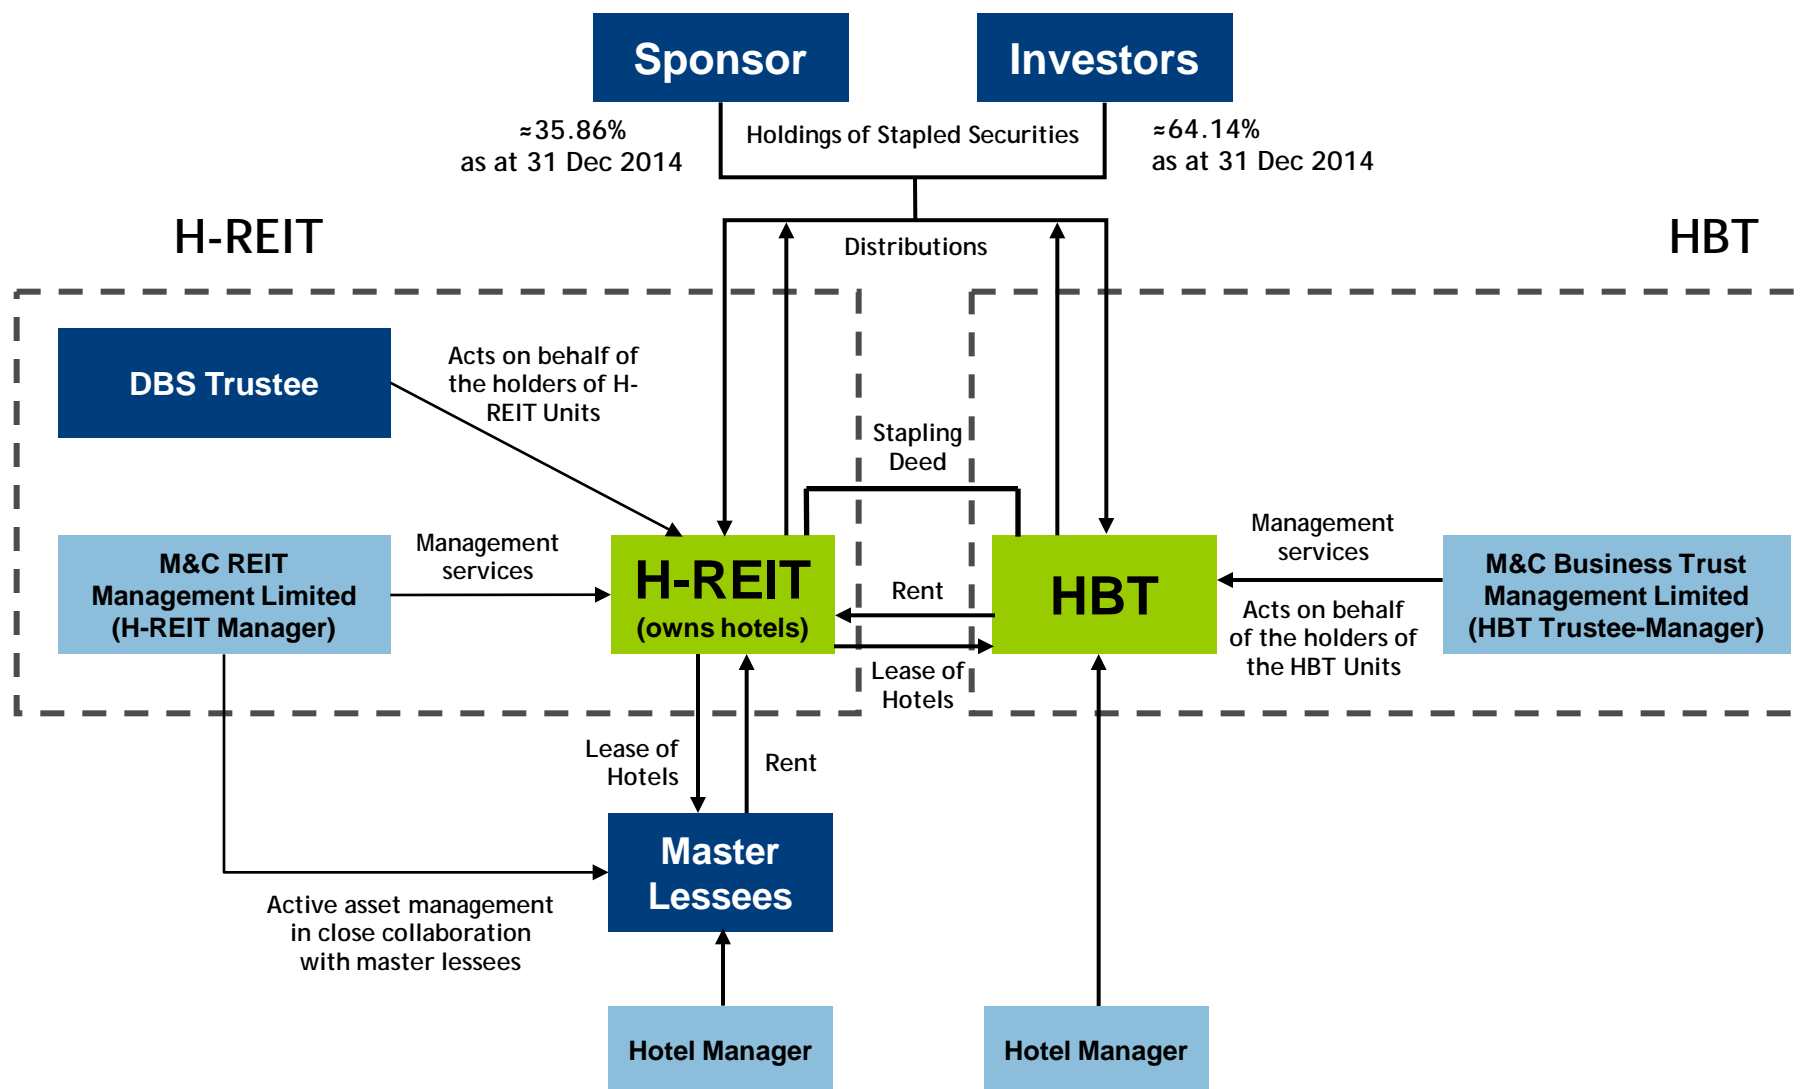 Sponsor
Investors
≈35.86%
as at 31 Dec 2014
Holdings of Stapled Securities
≈64.14%
as at 31 Dec 2014
H-REIT
HBT
Distributions
DBS Trustee
Acts on behalf of
the holders of H-
REIT Units
Stapling
Deed
M&C REIT
Management Limited
(H-REIT Manager)
Management
services
H-REIT
(owns hotels)
Rent
Lease of
Hotels
HBT
Management
services
Acts on behalf
of the holders of
the HBT Units
M&C Business Trust
Management Limited
(HBT Trustee-Manager)
Lease of
Hotels
Rent
Master
Lessees
Active asset management
in close collaboration
with master lessees
Hotel Manager
Hotel Manager